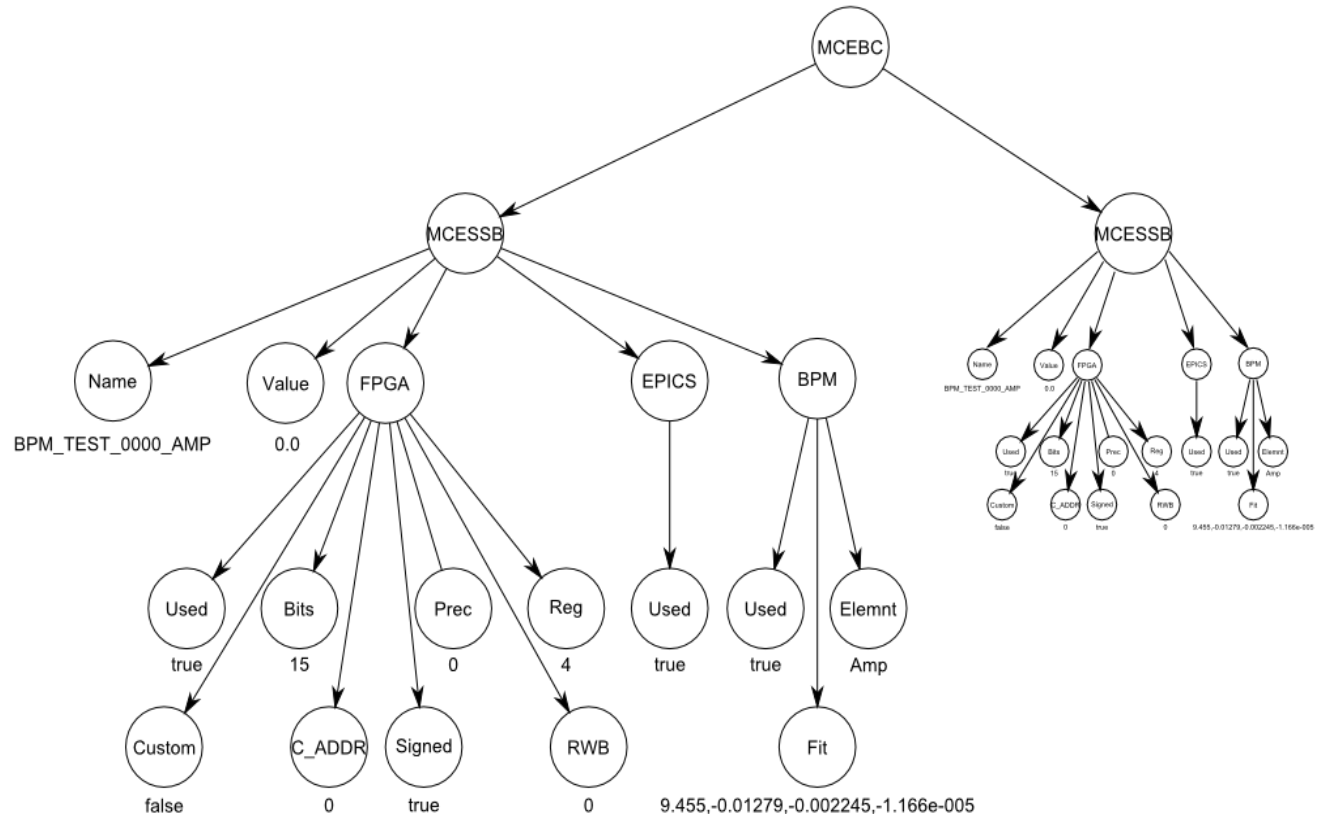 MCEBC
MCESSB
MCESSB
Name
Value
FPGA
EPICS
BPM
BPM_TEST_0000_AMP
0.0
Used
Bits
Prec
Reg
Used
Used
Elemnt
true
15
0
4
true
true
Amp
Custom
C_ADDR
Signed
RWB
Fit
false
0
true
0
9.455,-0.01279,-0.002245,-1.166e-005
Name
Value
FPGA
EPICS
BPM
BPM_TEST_0000_AMP
0.0
Used
Bits
Prec
Reg
Used
Used
Elemnt
true
15
0
4
true
true
Amp
Custom
C_ADDR
Signed
RWB
Fit
false
0
true
0
9.455,-0.01279,-0.002245,-1.166e-005